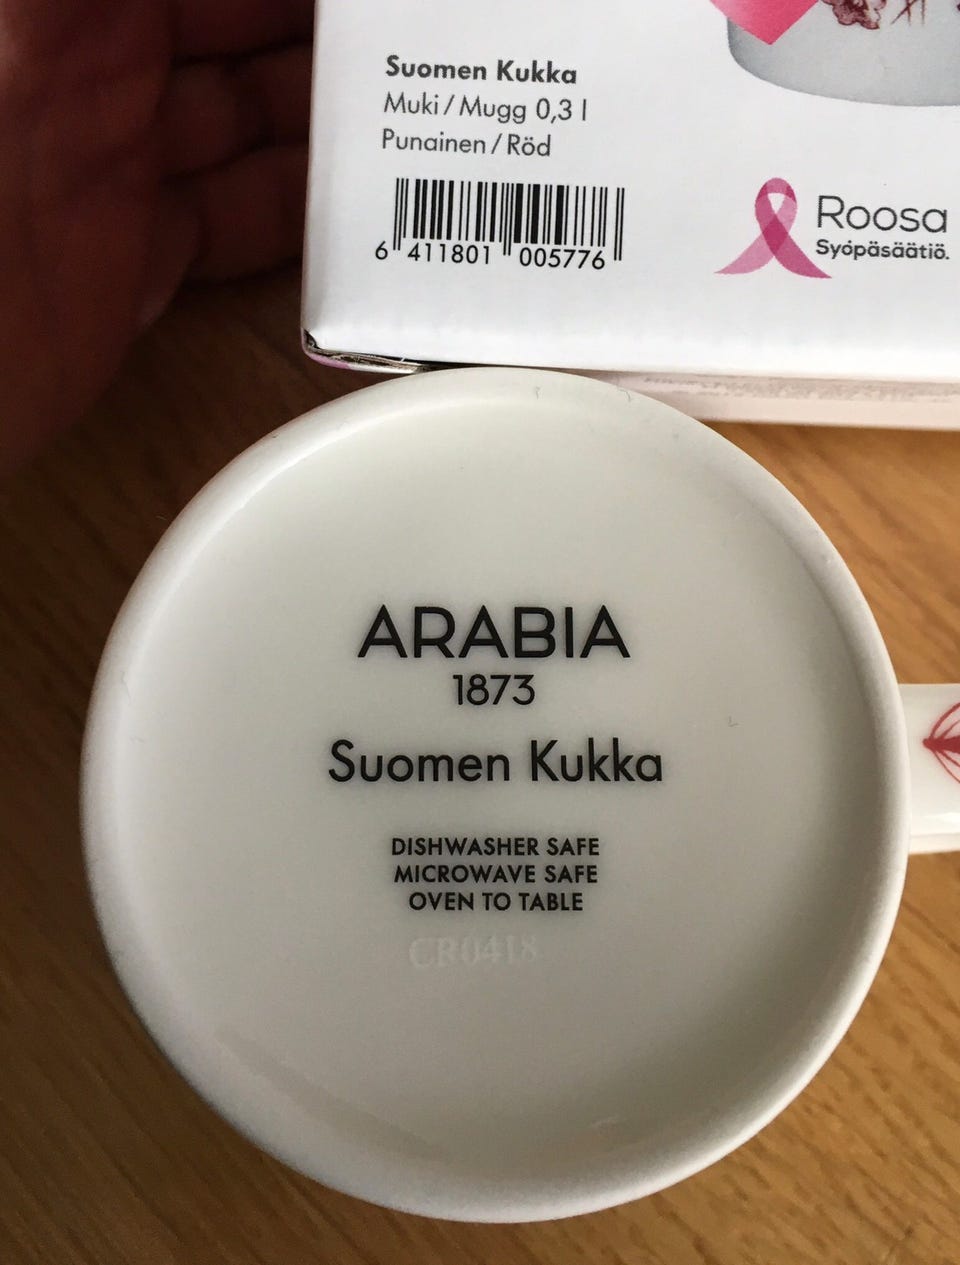 Suomen Kukka
Muki / Mugg 0,3 l
Punainen / Röd
6 411801 005776
Roosa
Syöpäsäätiö.
ARABIA
1873
Suomen Kukka
DISHWASHER SAFE
MICROWAVE SAFE
OVEN TO TABLE
CR0418